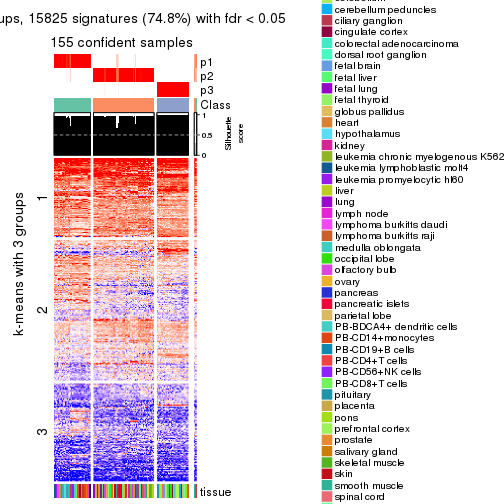 ups, 15825 signatures (74.8%) with fdr < 0.05
155 confident samples
p1
p2
p3
Class
1
0.5
0
Silhouette
score
k-means with 3 groups
1
2
3
tissue
cerebellum peduncles
ciliary ganglion
cingulate cortex
colorectal adenocarcinoma
dorsal root ganglion
fetal brain
fetal liver
fetal lung
fetal thyroid
globus pallidus
heart
hypothalamus
kidney
leukemia chronic myelogenous K562
leukemia lymphoblastic molt4
leukemia promyelocytic hl60
liver
lung
lymph node
lymphoma burkitts daudi
lymphoma burkitts raji
medulla oblongata
occipital lobe
olfactory bulb
ovary
pancreas
pancreatic islets
parietal lobe
PB-BDCA4+ dendritic cells
PB-CD14+monocytes
PB-CD19+B cells
PB-CD4+T cells
PB-CD56+NK cells
PB-CD8+T cells
pituitary
placenta
pons
prefrontal cortex
prostate
salivary gland
skeletal muscle
skin
smooth muscle
spinal cord